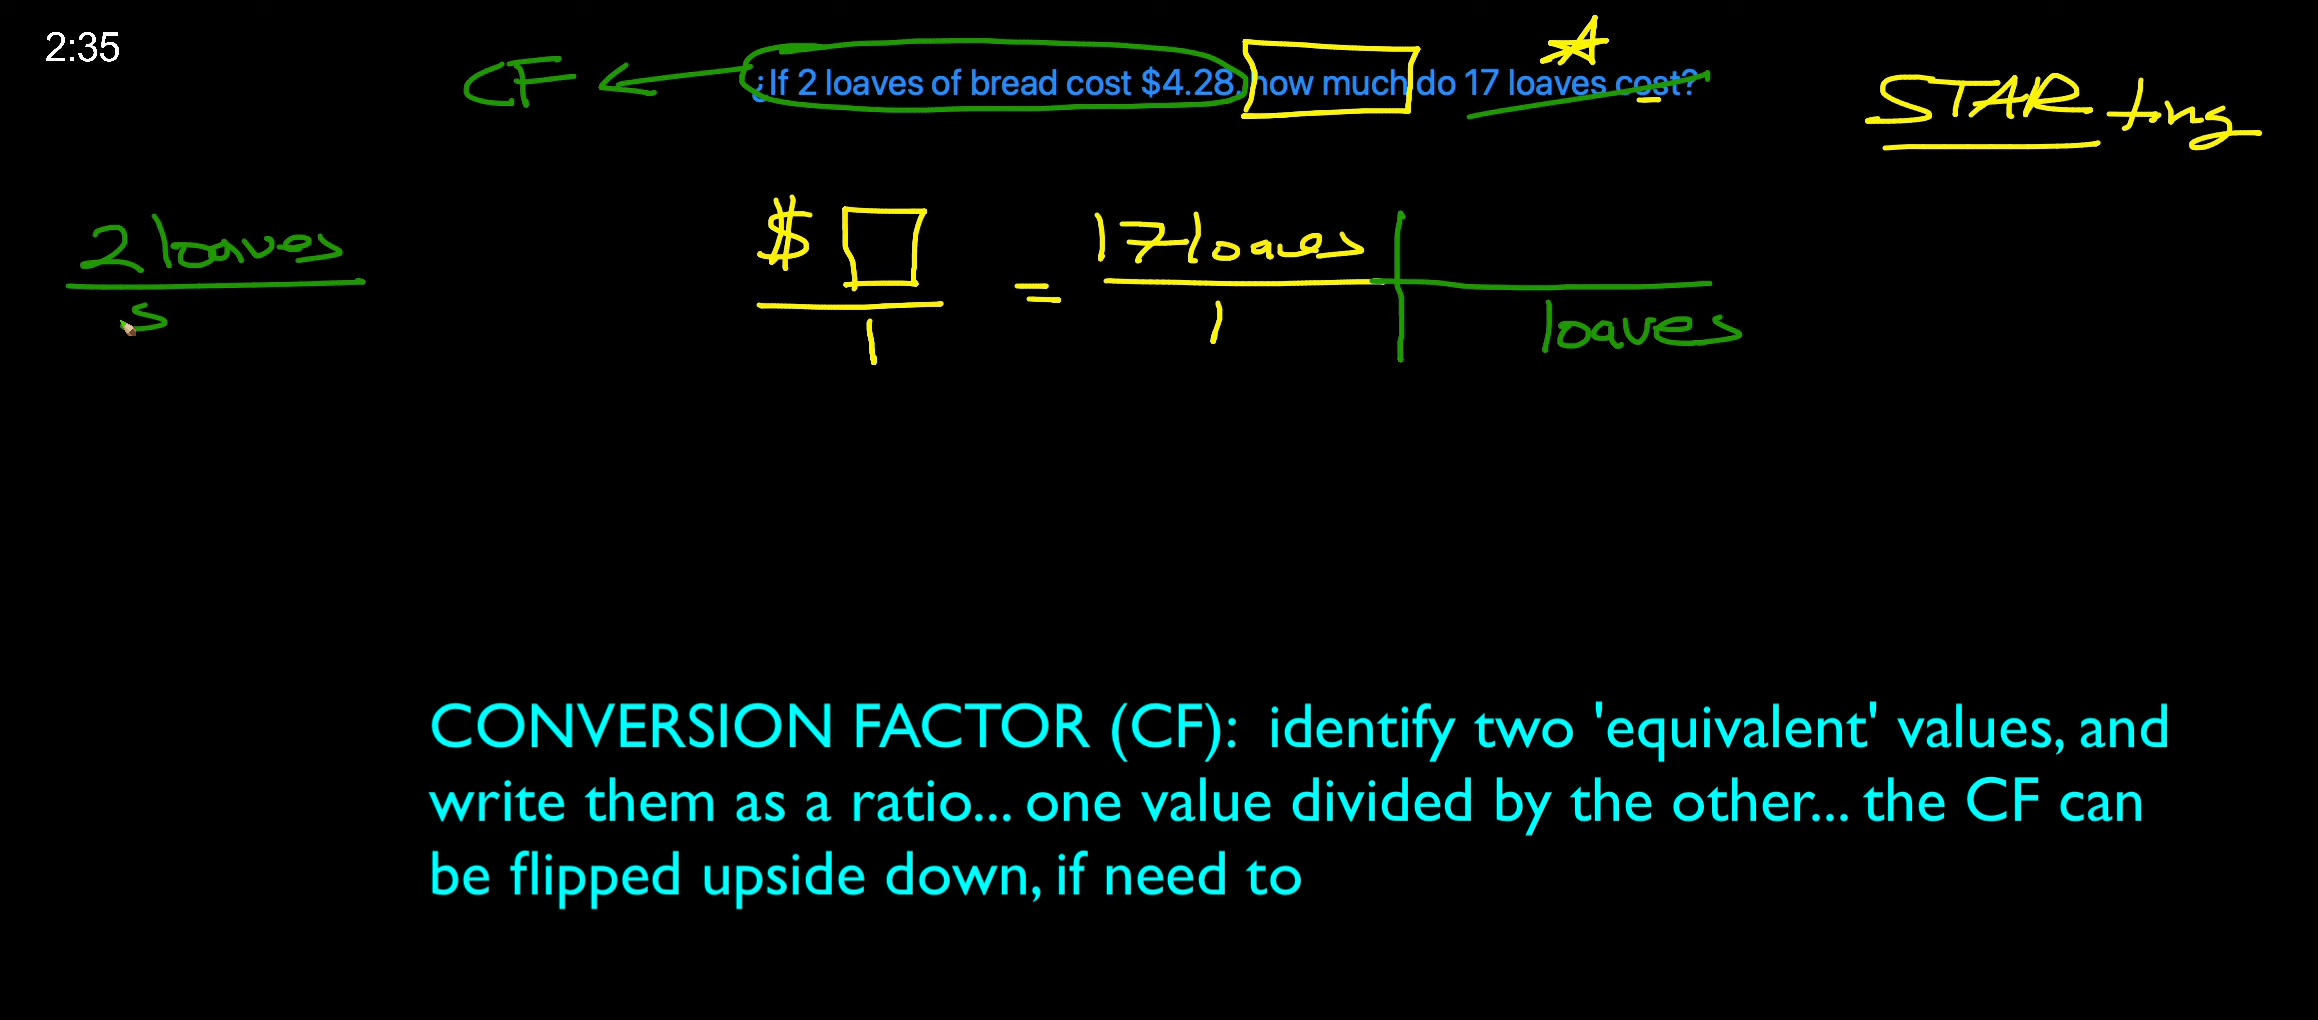 2:35
CF
¿If 2 loaves of bread cost $4.28, how much do 17 loaves cost?
STARting
2 loaves
s
$ = 17 loaves
1 1 loaves
CONVERSION FACTOR (CF): identify two 'equivalent' values, and
write them as a ratio... one value divided by the other... the CF can
be flipped upside down, if need to